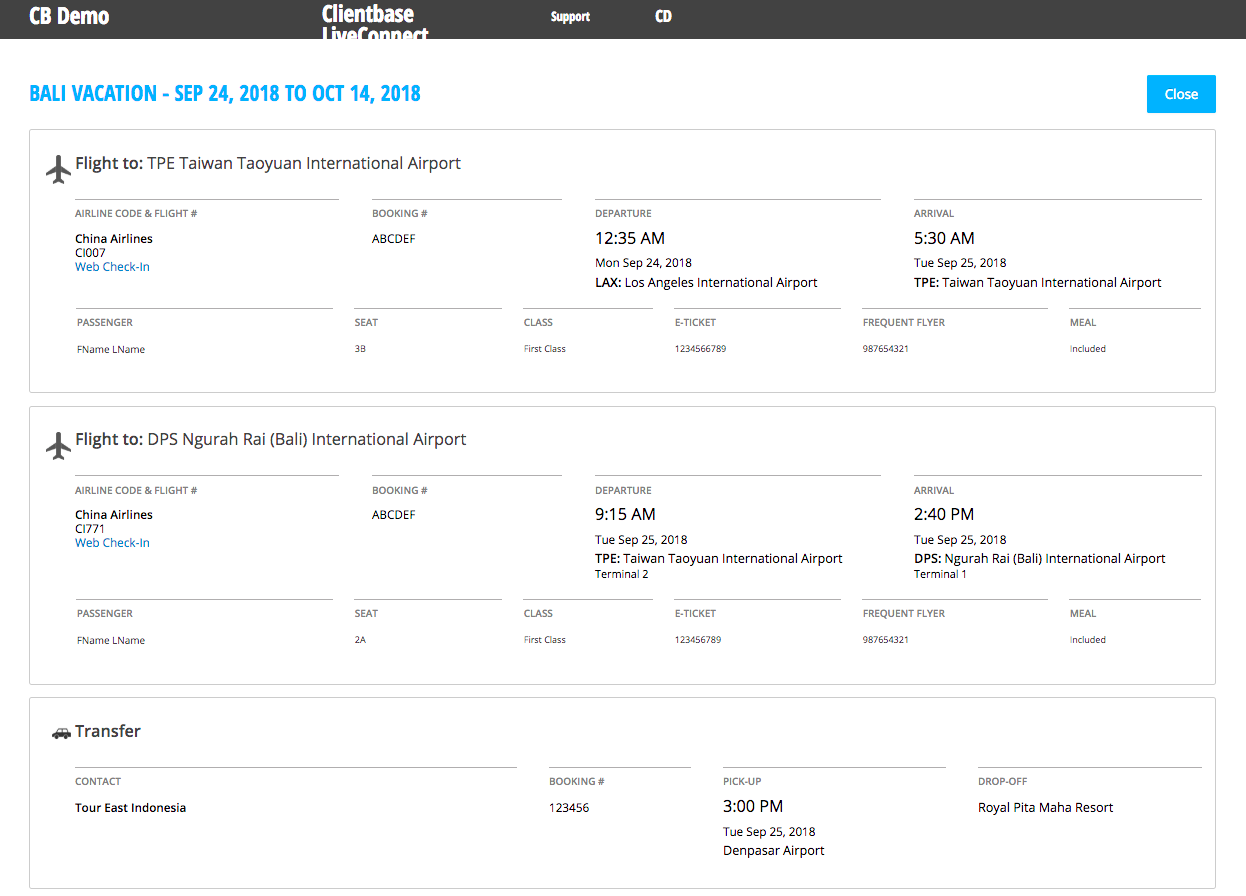 CB Demo
Clientbase
LiveConnect
Support
CD
BALI VACATION - SEP 24, 2018 TO OCT 14, 2018
Close
Flight to: TPE Taiwan Taoyuan International Airport
AIRLINE CODE & FLIGHT #
China Airlines
CI007
Web Check-In
BOOKING #
ABCDEF
DEPARTURE
12:35 AM
Mon Sep 24, 2018
LAX: Los Angeles International Airport
ARRIVAL
5:30 AM
Tue Sep 25, 2018
TPE: Taiwan Taoyuan International Airport
PASSENGER SEAT CLASS E-TICKET FREQUENT FLYER MEAL
FName LName 3B First Class 1234566789 987654321 Included
Flight to: DPS Ngurah Rai (Bali) International Airport
AIRLINE CODE & FLIGHT #
China Airlines
CI771
Web Check-In
BOOKING #
ABCDEF
DEPARTURE
9:15 AM
Tue Sep 25, 2018
TPE: Taiwan Taoyuan International Airport
Terminal 2
ARRIVAL
2:40 PM
Tue Sep 25, 2018
DPS: Ngurah Rai (Bali) International Airport
Terminal 1
PASSENGER SEAT CLASS E-TICKET FREQUENT FLYER MEAL
FName LName 2A First Class 123456789 987654321 Included
Transfer
CONTACT
Tour East Indonesia
BOOKING #
123456
PICK-UP
3:00 PM
Tue Sep 25, 2018
Denpasar Airport
DROP-OFF
Royal Pita Maha Resort